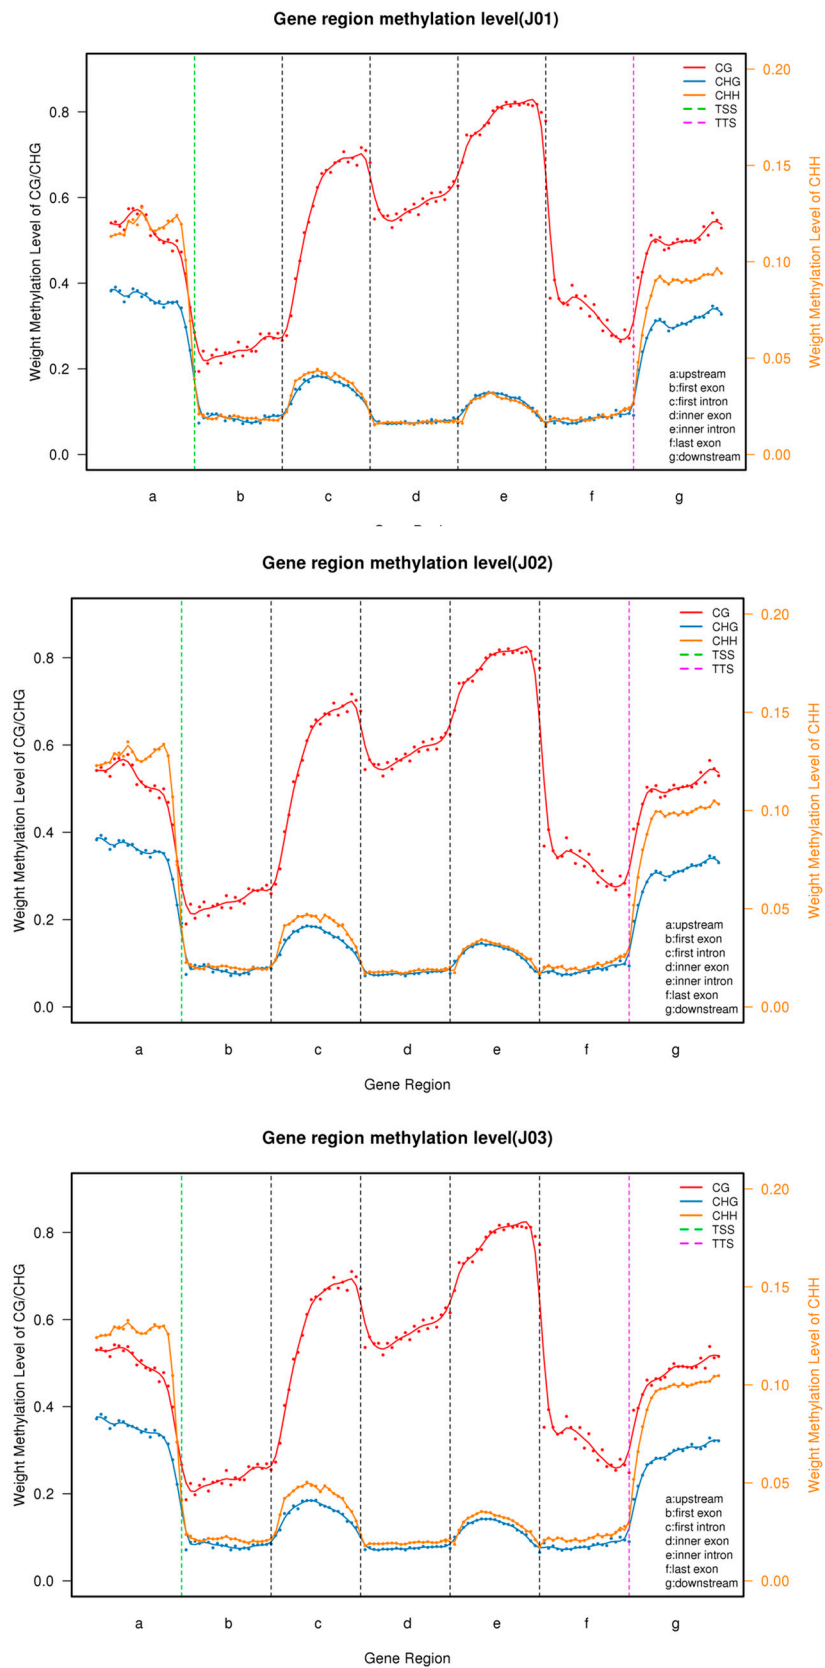 Gene region methylation level(J01)
Weight Methylation Level of CG/CHG
0.8
0.6
0.4
0.2
0.0
CG
CHG
CHH
TSS
TTS
0.20
0.15
0.10
0.05
0.00
Weight Methylation Level of CHH
a:upstream
b:first exon
c:first intron
d:inner exon
e:inner intron
f:last exon
g:downstream
a b c d e f g
Gene region methylation level(J02)
Weight Methylation Level of CG/CHG
0.8
0.6
0.4
0.2
0.0
CG
CHG
CHH
TSS
TTS
0.20
0.15
0.10
0.05
0.00
Weight Methylation Level of CHH
a:upstream
b:first exon
c:first intron
d:inner exon
e:inner intron
f:last exon
g:downstream
a b c d e f g
Gene Region
Gene region methylation level(J03)
Weight Methylation Level of CG/CHG
0.8
0.6
0.4
0.2
0.0
CG
CHG
CHH
TSS
TTS
0.20
0.15
0.10
0.05
0.00
Weight Methylation Level of CHH
a:upstream
b:first exon
c:first intron
d:inner exon
e:inner intron
f:last exon
g:downstream
a b c d e f g
Gene Region